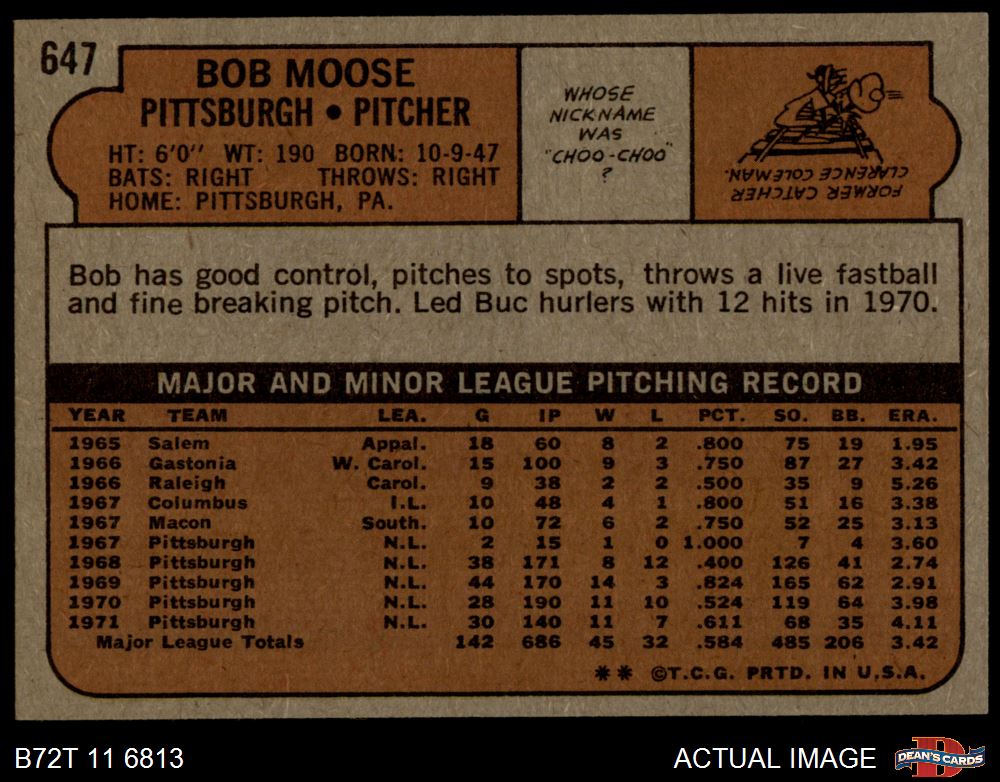 647
BOB MOOSE
PITTSBURGH • PITCHER
HT: 6'0" WT: 190 BORN: 10-9-47
BATS: RIGHT THROWS: RIGHT
HOME: PITTSBURGH, PA.
WHOSE
NICKNAME
WAS
"CHOO-CHOO"
?
FORMER CATCHER
CLARENCE COLEMAN.
Bob has good control, pitches to spots, throws a live fastball
and fine breaking pitch. Led Buc hurlers with 12 hits in 1970.
MAJOR AND MINOR LEAGUE PITCHING RECORD
YEAR TEAM LEA. G IP W L PCT. SO. BB. ERA.
1965 Salem Appal. 18 60 8 2 .800 75 19 1.95
1966 Gastonia W. Carol. 15 100 9 3 .750 87 27 3.42
1966 Raleigh Carol. 9 38 2 2 .500 35 9 5.26
1967 Columbus I.L. 10 48 4 1 .800 51 16 3.38
1967 Macon South. 10 72 6 2 .750 52 25 3.13
1967 Pittsburgh N.L. 2 15 1 0 1.000 7 4 3.60
1968 Pittsburgh N.L. 38 171 8 12 .400 126 41 2.74
1969 Pittsburgh N.L. 44 170 14 3 .824 165 62 2.91
1970 Pittsburgh N.L. 28 190 11 10 .524 119 64 3.98
1971 Pittsburgh N.L. 30 140 11 7 .611 68 35 4.11
Major League Totals 142 686 45 32 .584 485 206 3.42
** ©T.C.G. PRTD. IN U.S.A.
B72T 11 6813
ACTUAL IMAGE
D
DEAN'S CARDS